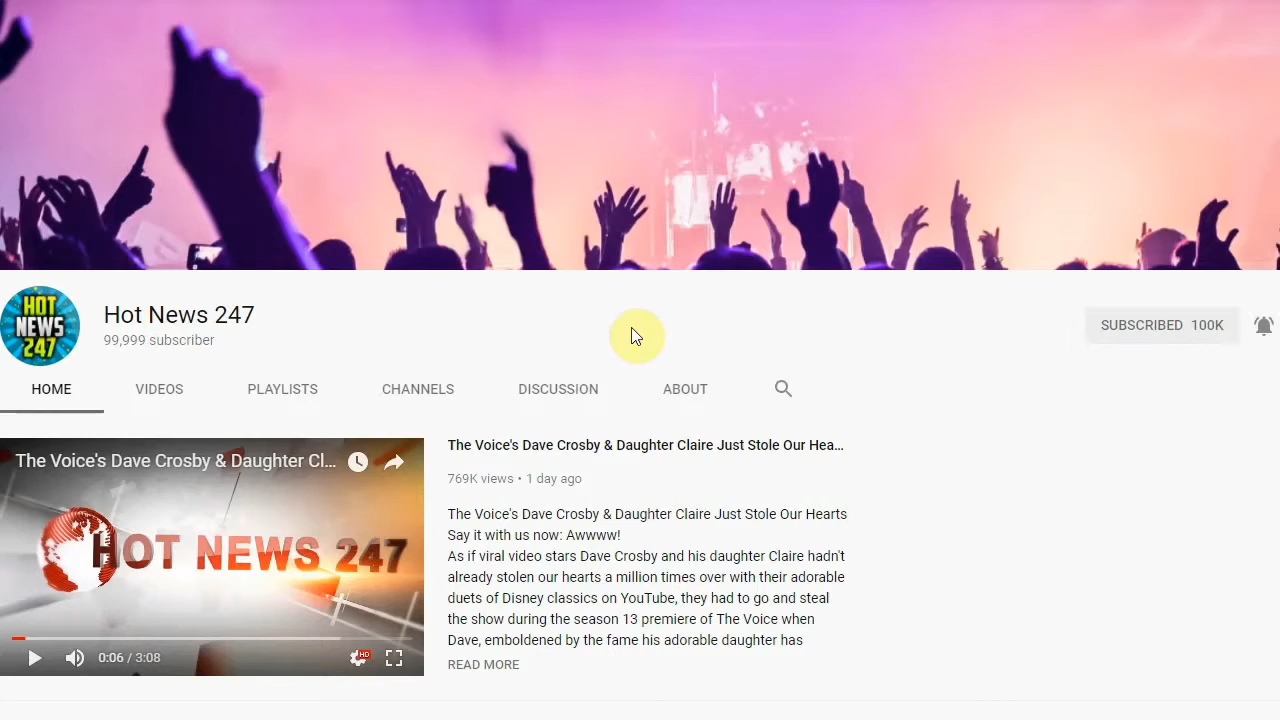 HOT
NEWS
247
Hot News 247
99,999 subscriber
SUBSCRIBED 100K
HOME VIDEOS PLAYLISTS CHANNELS DISCUSSION ABOUT
The Voice's Dave Crosby & Daughter Cl...
HOT NEWS 247
0:06 / 3:08
HD
The Voice's Dave Crosby & Daughter Claire Just Stole Our Hea...
769K views • 1 day ago
The Voice's Dave Crosby & Daughter Claire Just Stole Our Hearts
Say it with us now: Awwww!
As if viral video stars Dave Crosby and his daughter Claire hadn't
already stolen our hearts a million times over with their adorable
duets of Disney classics on YouTube, they had to go and steal
the show during the season 13 premiere of The Voice when
Dave, emboldened by the fame his adorable daughter has
READ MORE